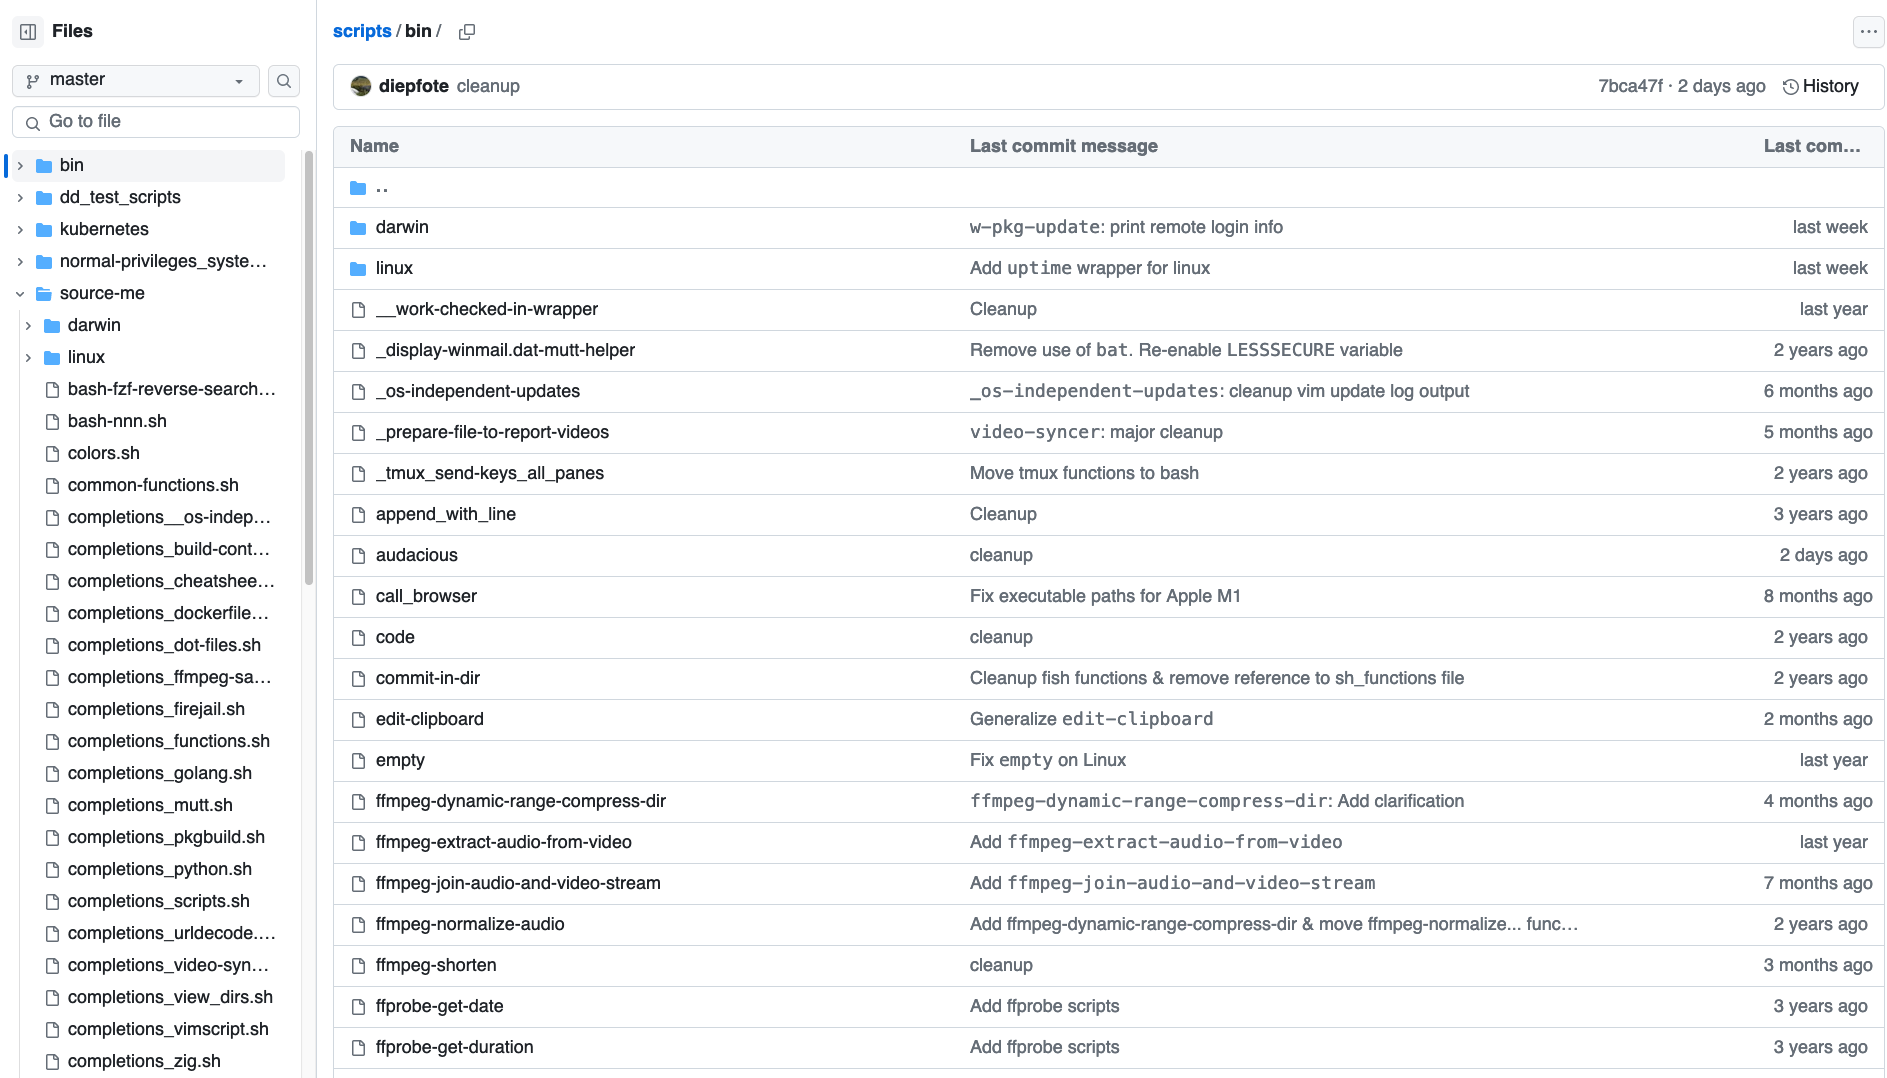 Files
master
Go to file
bin
dd_test_scripts
kubernetes
normal-privileges_syste...
source-me
darwin
linux
bash-fzf-reverse-search...
bash-nnn.sh
colors.sh
common-functions.sh
completions__os-indep...
completions_build-cont...
completions_cheatshee...
completions_dockerfile...
completions_dot-files.sh
completions_ffmpeg-sa...
completions_firejail.sh
completions_functions.sh
completions_golang.sh
completions_mutt.sh
completions_pkgbuild.sh
completions_python.sh
completions_scripts.sh
completions_urldecode....
completions_video-syn...
completions_view_dirs.sh
completions_vimscript.sh
completions_zig.sh
scripts / bin /
diepfote cleanup 7bca47f · 2 days ago History
Name Last commit message Last com...
..
darwin w-pkg-update: print remote login info last week
linux Add uptime wrapper for linux last week
__work-checked-in-wrapper Cleanup last year
_display-winmail.dat-mutt-helper Remove use of bat. Re-enable LESSSECURE variable 2 years ago
_os-independent-updates _os-independent-updates: cleanup vim update log output 6 months ago
_prepare-file-to-report-videos video-syncer: major cleanup 5 months ago
_tmux_send-keys_all_panes Move tmux functions to bash 2 years ago
append_with_line Cleanup 3 years ago
audacious cleanup 2 days ago
call_browser Fix executable paths for Apple M1 8 months ago
code cleanup 2 years ago
commit-in-dir Cleanup fish functions & remove reference to sh_functions file 2 years ago
edit-clipboard Generalize edit-clipboard 2 months ago
empty Fix empty on Linux last year
ffmpeg-dynamic-range-compress-dir ffmpeg-dynamic-range-compress-dir: Add clarification 4 months ago
ffmpeg-extract-audio-from-video Add ffmpeg-extract-audio-from-video last year
ffmpeg-join-audio-and-video-stream Add ffmpeg-join-audio-and-video-stream 7 months ago
ffmpeg-normalize-audio Add ffmpeg-dynamic-range-compress-dir & move ffmpeg-normalize... func... 2 years ago
ffmpeg-shorten cleanup 3 months ago
ffprobe-get-date Add ffprobe scripts 3 years ago
ffprobe-get-duration Add ffprobe scripts 3 years ago